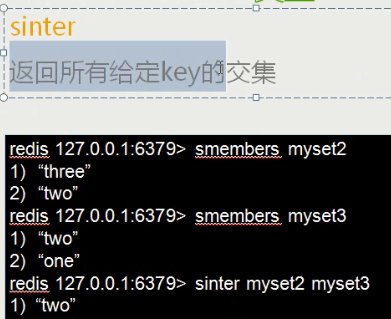 sinter
返回所有给定key的交集
redis 127.0.0.1:6379> smembers myset2
1) “three”
2) “two”
redis 127.0.0.1:6379> smembers myset3
1) “two”
2) “one”
redis 127.0.0.1:6379> sinter myset2 myset3
1) “two”